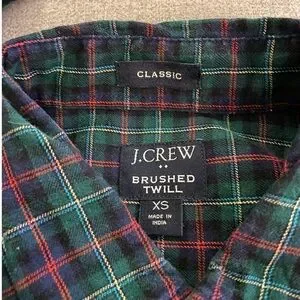 CLASSIC
J.CREW
BRUSHED
TWILL
XS
MADE IN
INDIA